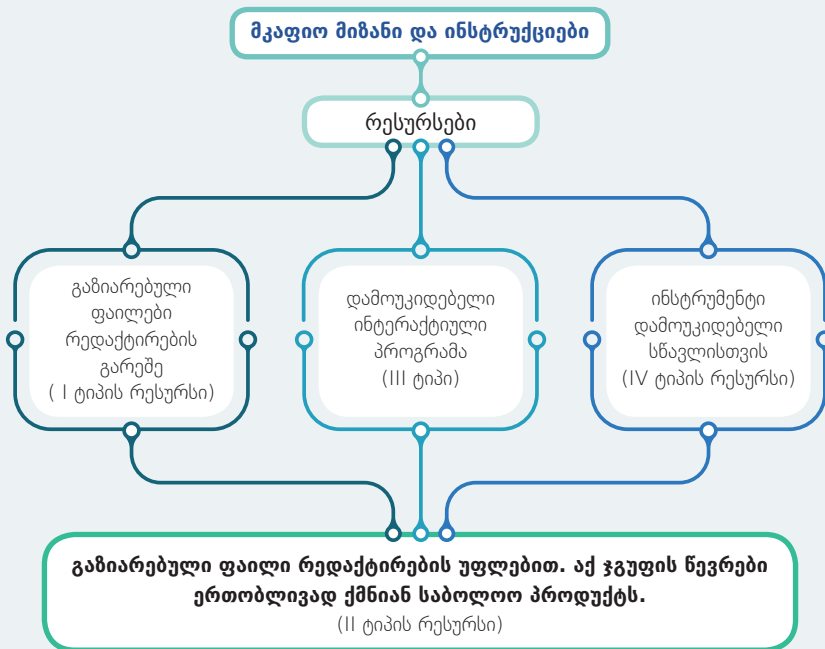 მკაფიო მიზანი და ინსტრუქციები
რესურსები
გაზიარებული
ფაილები
რედაქტირების
გარეშე
( I ტიპის რესურსი)
დამოუკიდებელი
ინტერაქტიული
პროგრამა
(III ტიპი)
ინსტრუმენტი
დამოუკიდებელი
სწავლისთვის
(IV ტიპის რესურსი)
გაზიარებული ფაილი რედაქტირების უფლებით. აქ ჯგუფის წევრები
ერთობლივად ქმნიან საბოლოო პროდუქტს.
(II ტიპის რესურსი)